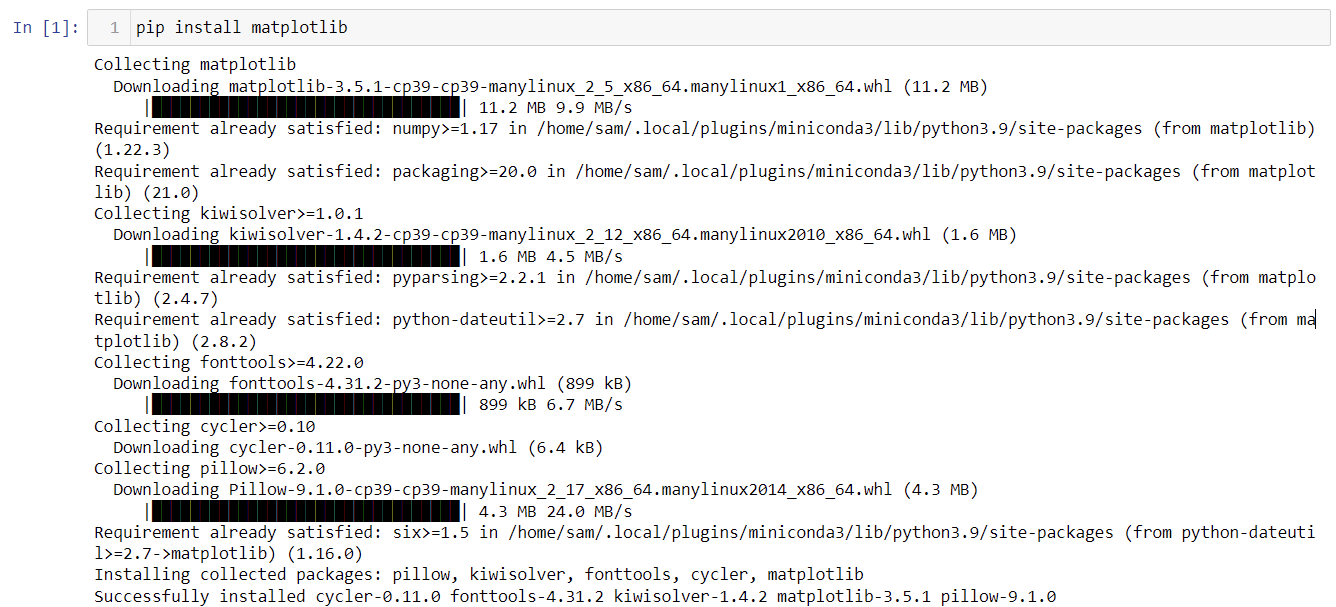 In [1]: 1 pip install matplotlib
Collecting matplotlib
Downloading matplotlib-3.5.1-cp39-cp39-manylinux_2_5_x86_64.manylinux1_x86_64.whl (11.2 MB)
|████████████████████████████████| 11.2 MB 9.9 MB/s
Requirement already satisfied: numpy>=1.17 in /home/sam/.local/plugins/miniconda3/lib/python3.9/site-packages (from matplotlib)
(1.22.3)
Requirement already satisfied: packaging>=20.0 in /home/sam/.local/plugins/miniconda3/lib/python3.9/site-packages (from matplot
lib) (21.0)
Collecting kiwisolver>=1.0.1
Downloading kiwisolver-1.4.2-cp39-cp39-manylinux_2_12_x86_64.manylinux2010_x86_64.whl (1.6 MB)
|████████████████████████████████| 1.6 MB 4.5 MB/s
Requirement already satisfied: pyparsing>=2.2.1 in /home/sam/.local/plugins/miniconda3/lib/python3.9/site-packages (from matplo
tlib) (2.4.7)
Requirement already satisfied: python-dateutil>=2.7 in /home/sam/.local/plugins/miniconda3/lib/python3.9/site-packages (from ma
tplotlib) (2.8.2)
Collecting fonttools>=4.22.0
Downloading fonttools-4.31.2-py3-none-any.whl (899 kB)
|████████████████████████████████| 899 kB 6.7 MB/s
Collecting cycler>=0.10
Downloading cycler-0.11.0-py3-none-any.whl (6.4 kB)
Collecting pillow>=6.2.0
Downloading Pillow-9.1.0-cp39-cp39-manylinux_2_17_x86_64.manylinux2014_x86_64.whl (4.3 MB)
|████████████████████████████████| 4.3 MB 24.0 MB/s
Requirement already satisfied: six>=1.5 in /home/sam/.local/plugins/miniconda3/lib/python3.9/site-packages (from python-dateuti
l>=2.7->matplotlib) (1.16.0)
Installing collected packages: pillow, kiwisolver, fonttools, cycler, matplotlib
Successfully installed cycler-0.11.0 fonttools-4.31.2 kiwisolver-1.4.2 matplotlib-3.5.1 pillow-9.1.0